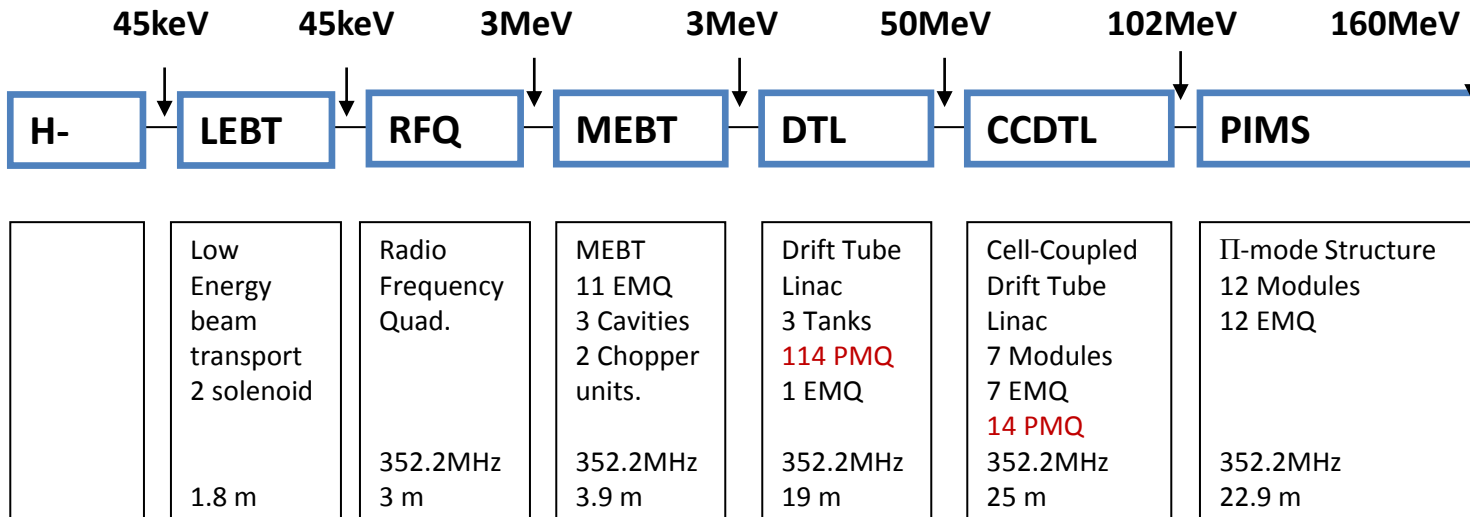 45keV 45keV 3MeV 3MeV 50MeV 102MeV 160MeV
H- LEBT RFQ MEBT DTL CCDTL PIMS
Low
Energy
beam
transport
2 solenoid
1.8 m
Radio
Frequency
Quad.
352.2MHz
3 m
MEBT
11 EMQ
3 Cavities
2 Chopper
units.
352.2MHz
3.9 m
Drift Tube
Linac
3 Tanks
114 PMQ
1 EMQ
352.2MHz
19 m
Cell-Coupled
Drift Tube
Linac
7 Modules
7 EMQ
14 PMQ
352.2MHz
25 m
Π-mode Structure
12 Modules
12 EMQ
352.2MHz
22.9 m